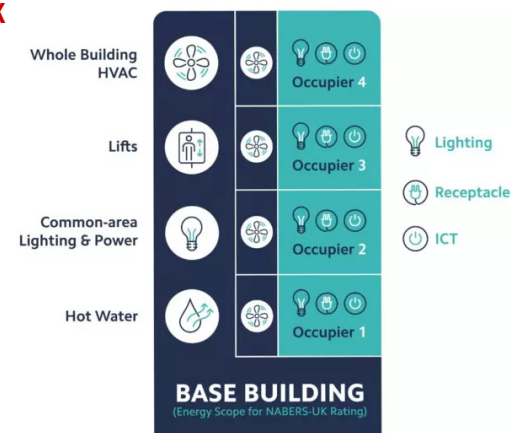 K
Whole Building
HVAC
Occupier 4
Lifts
Lighting
Occupier 3
Receptacle
Common-area
Lighting & Power
ICT
Occupier 2
Hot Water
Occupier 1
BASE BUILDING
(Energy Scope for NABERS-UK Rating)